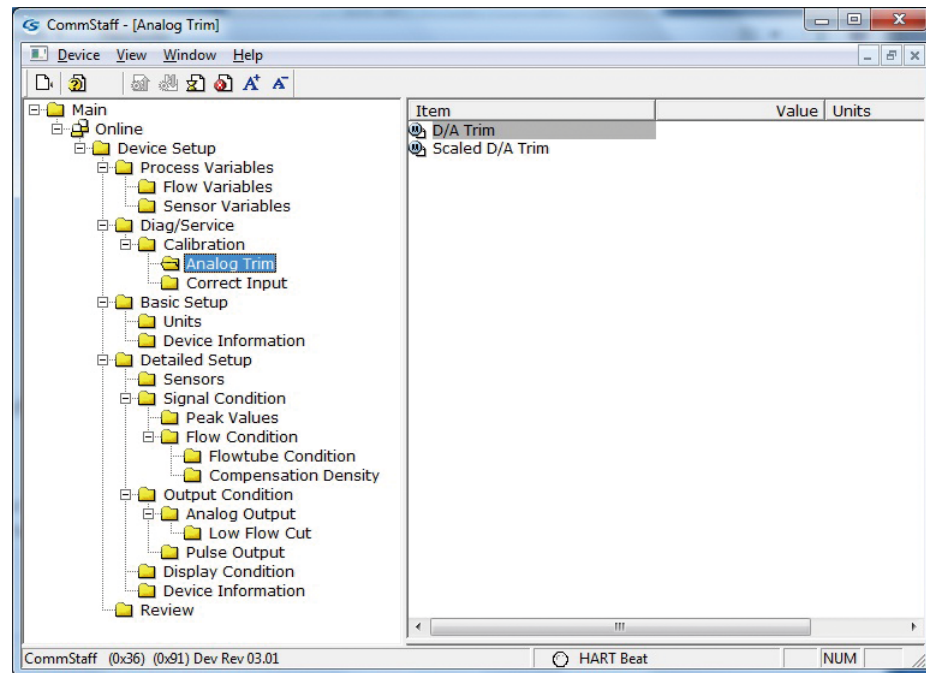 CommStaff - [Analog Trim]
Device View Window Help
Main
Online
Device Setup
Process Variables
Flow Variables
Sensor Variables
Diag/Service
Calibration
Analog Trim
Correct Input
Basic Setup
Units
Device Information
Detailed Setup
Sensors
Signal Condition
Peak Values
Flow Condition
Flowtube Condition
Compensation Density
Output Condition
Analog Output
Low Flow Cut
Pulse Output
Display Condition
Device Information
Review
Item Value Units
D/A Trim
Scaled D/A Trim
CommStaff (0x36) (0x91) Dev Rev 03.01 HART Beat NUM